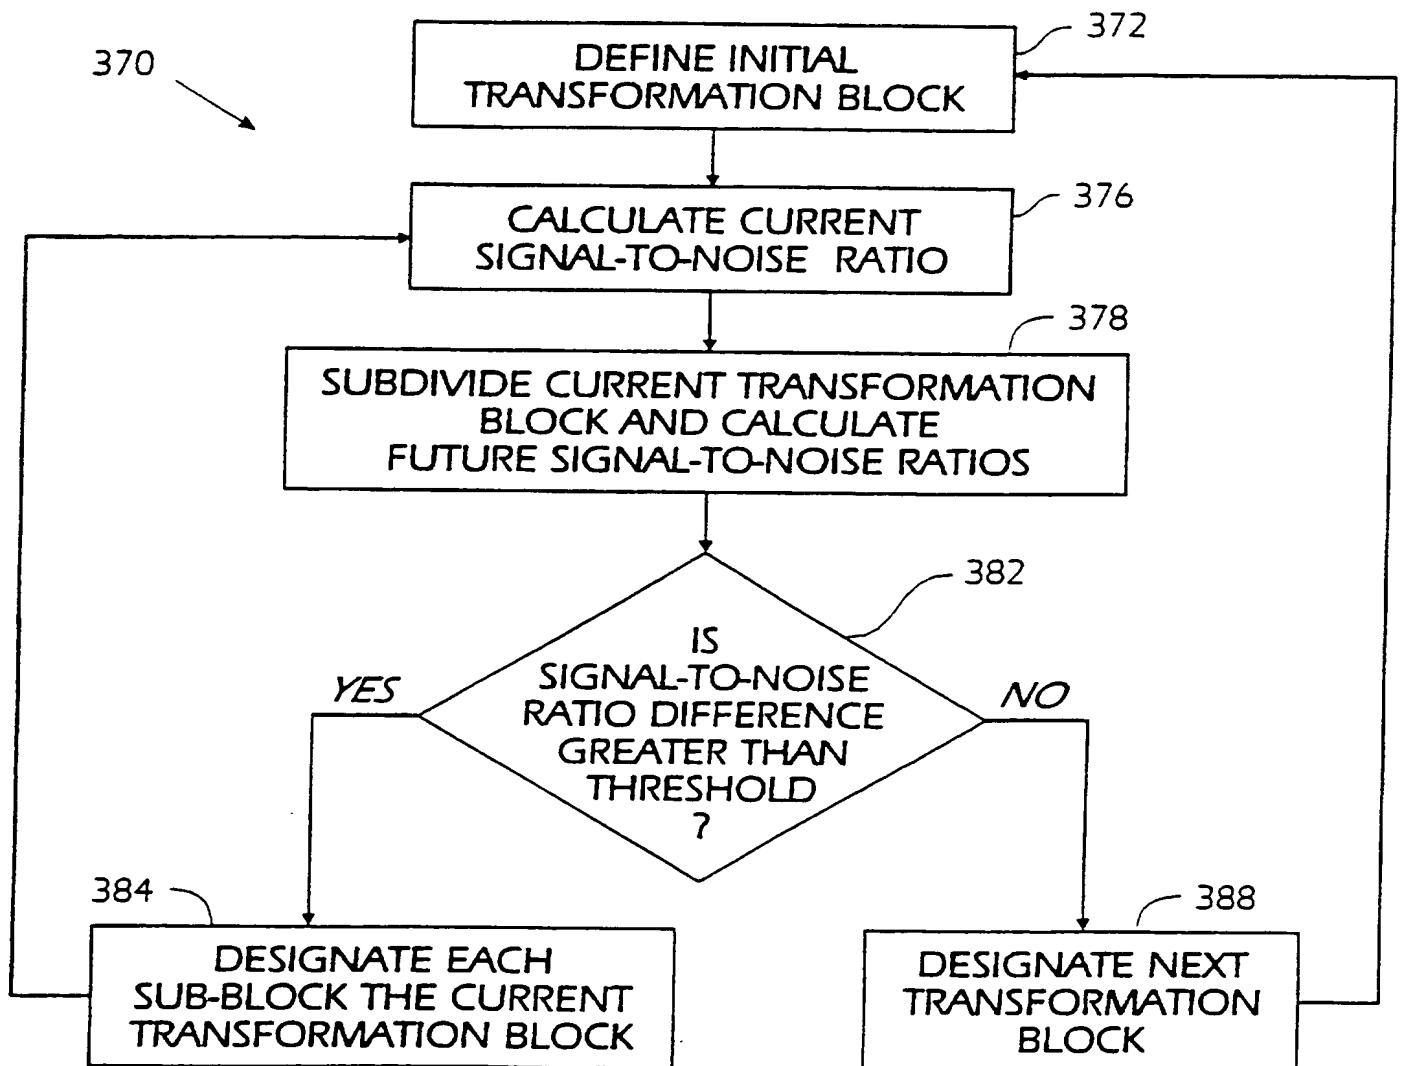 370
372
DEFINE INITIAL
TRANSFORMATION BLOCK
376
CALCULATE CURRENT
SIGNAL-TO-NOISE RATIO
378
SUBDIVIDE CURRENT TRANSFORMATION
BLOCK AND CALCULATE
FUTURE SIGNAL-TO-NOISE RATIOS
382
IS
SIGNAL-TO-NOISE
RATIO DIFFERENCE
GREATER THAN
THRESHOLD
?
YES
NO
384
DESIGNATE EACH
SUB-BLOCK THE CURRENT
TRANSFORMATION BLOCK
388
DESIGNATE NEXT
TRANSFORMATION
BLOCK